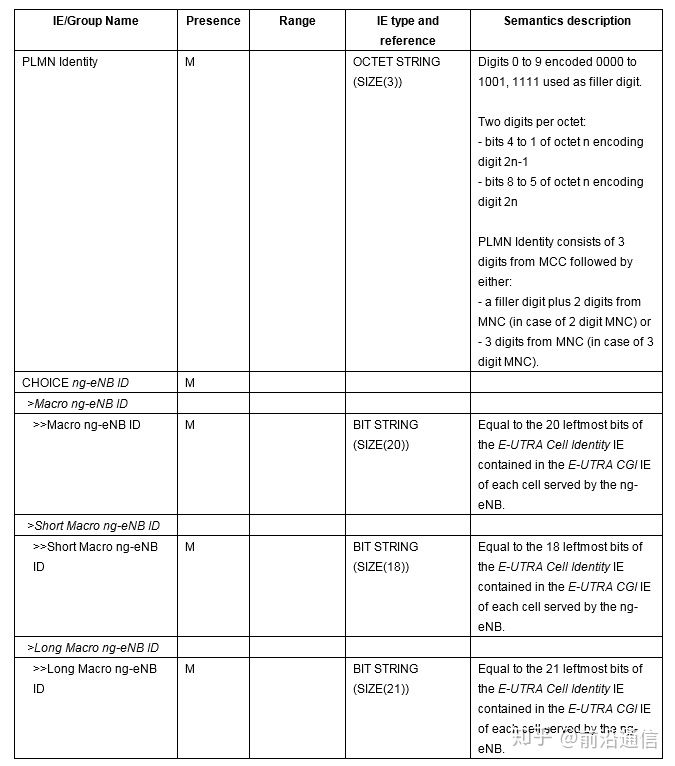 IE/Group Name Presence Range IE type and reference Semantics description
PLMN Identity M OCTET STRING (SIZE(3)) Digits 0 to 9 encoded 0000 to
1001, 1111 used as filler digit.
Two digits per octet:
- bits 4 to 1 of octet n encoding
digit 2n-1
- bits 8 to 5 of octet n encoding
digit 2n
PLMN Identity consists of 3
digits from MCC followed by
either:
- a filler digit plus 2 digits from
MNC (in case of 2 digit MNC) or
- 3 digits from MNC (in case of 3
digit MNC).
CHOICE ng-eNB ID M
>Macro ng-eNB ID
>>Macro ng-eNB ID M BIT STRING (SIZE(20)) Equal to the 20 leftmost bits of
the E-UTRA Cell Identity IE
contained in the E-UTRA CGI IE
of each cell served by the ng-
eNB.
>Short Macro ng-eNB ID
>>Short Macro ng-eNB ID M BIT STRING (SIZE(18)) Equal to the 18 leftmost bits of
the E-UTRA Cell Identity IE
contained in the E-UTRA CGI IE
of each cell served by the ng-
eNB.
>Long Macro ng-eNB ID
>>Long Macro ng-eNB ID M BIT STRING (SIZE(21)) Equal to the 21 leftmost bits of
the E-UTRA Cell Identity IE
contained in the E-UTRA CGI IE
of each cell served by the ng-
eNB.
知乎 @前沿通信